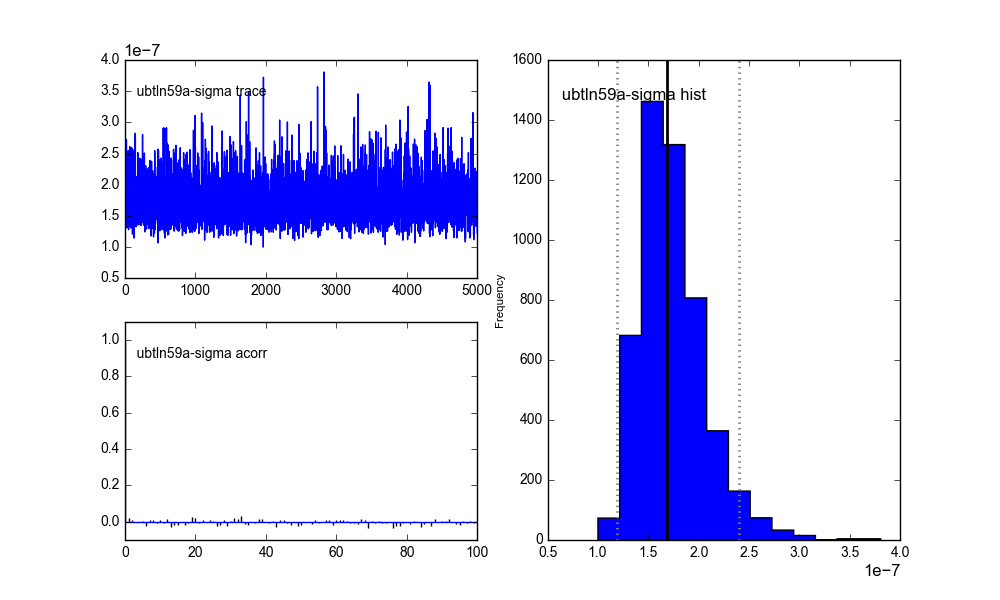 1e−7
4.0
3.5
3.0
2.5
2.0
1.5
1.0
0.5
ubtln59a-sigma trace
0 1000 2000 3000 4000 5000
1.0
0.8
0.6
0.4
0.2
0.0
ubtln59a-sigma acorr
0 20 40 60 80 100
1600
1400
1200
1000
800
600
400
200
0
Frequency
ubtln59a-sigma hist
0.5 1.0 1.5 2.0 2.5 3.0 3.5 4.0
1e−7